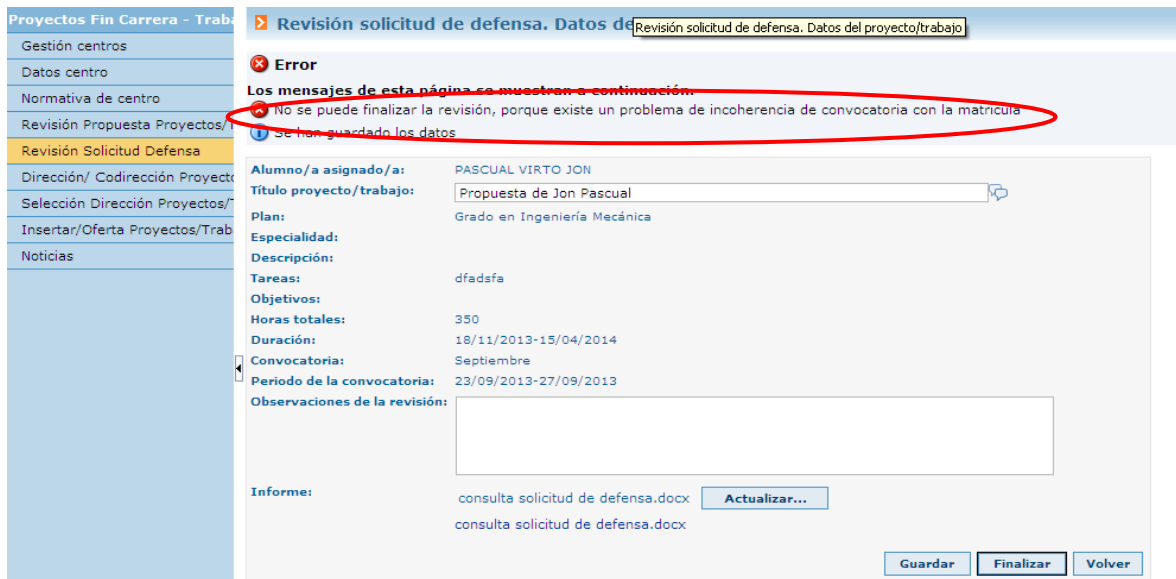 Proyectos Fin Carrera - Trab
Gestión centros
Datos centro
Normativa de centro
Revisión Propuesta Proyectos/
Revisión Solicitud Defensa
Dirección/ Codirección Proyect
Selección Dirección Proyectos/
Insertar/Oferta Proyectos/Trab
Noticias
Revisión solicitud de defensa. Datos de
Revisión solicitud de defensa. Datos del proyecto/trabajo
Error
Los mensajes de esta página se muestran a continuación.
No se puede finalizar la revisión, porque existe un problema de incoherencia de convocatoria con la matricula
Se han guardado los datos
Alumno/a asignado/a: PASCUAL VIRTO JON
Título proyecto/trabajo: Propuesta de Jon Pascual
Plan: Grado en Ingeniería Mecánica
Especialidad:
Descripción:
Tareas: dfadsfa
Objetivos:
Horas totales: 350
Duración: 18/11/2013-15/04/2014
Convocatoria: Septiembre
Periodo de la convocatoria: 23/09/2013-27/09/2013
Observaciones de la revisión:
Informe: consulta solicitud de defensa.docx Actualizar...
consulta solicitud de defensa.docx
Guardar Finalizar Volver